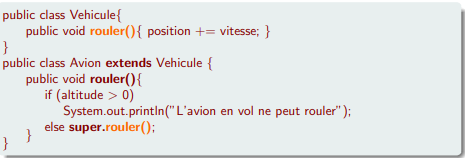 public class Vehicule{
public void rouler(){ position += vitesse; }
}
public class Avion extends Vehicule {
public void rouler(){
if (altitude > 0)
System.out.println("L'avion en vol ne peut rouler");
else super.rouler();
}
}